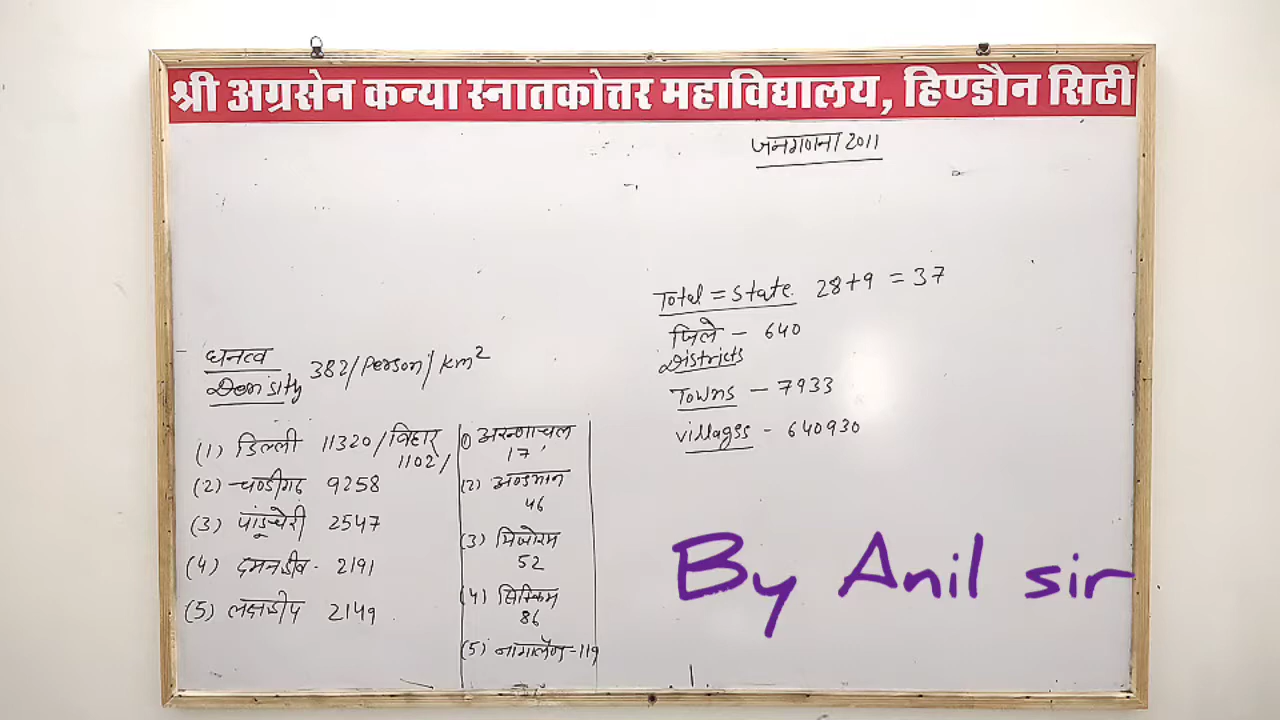 श्री अग्रसेन कन्या स्नातकोत्तर महाविद्यालय, हिण्डौन सिटी
जनगणना 2011
Total = State. 28+9 = 37
जिले - 640
Districts
Towns - 7933
villages - 640930
घनत्व
Density 382/Person/km²
(1) दिल्ली 11320/विहार
1102/
(2) चण्डीगढ 9258
(3) पांडूचेरी 2547
(4) दमनदीव - 2191
(5) लक्षद्वीप 2149
(1) अरुणाचल
17
(2) अण्डमान
46
(3) मिजोरम
52
(4) सिक्किम
86
(5) नागालैण्ड - 119
By Anil sir